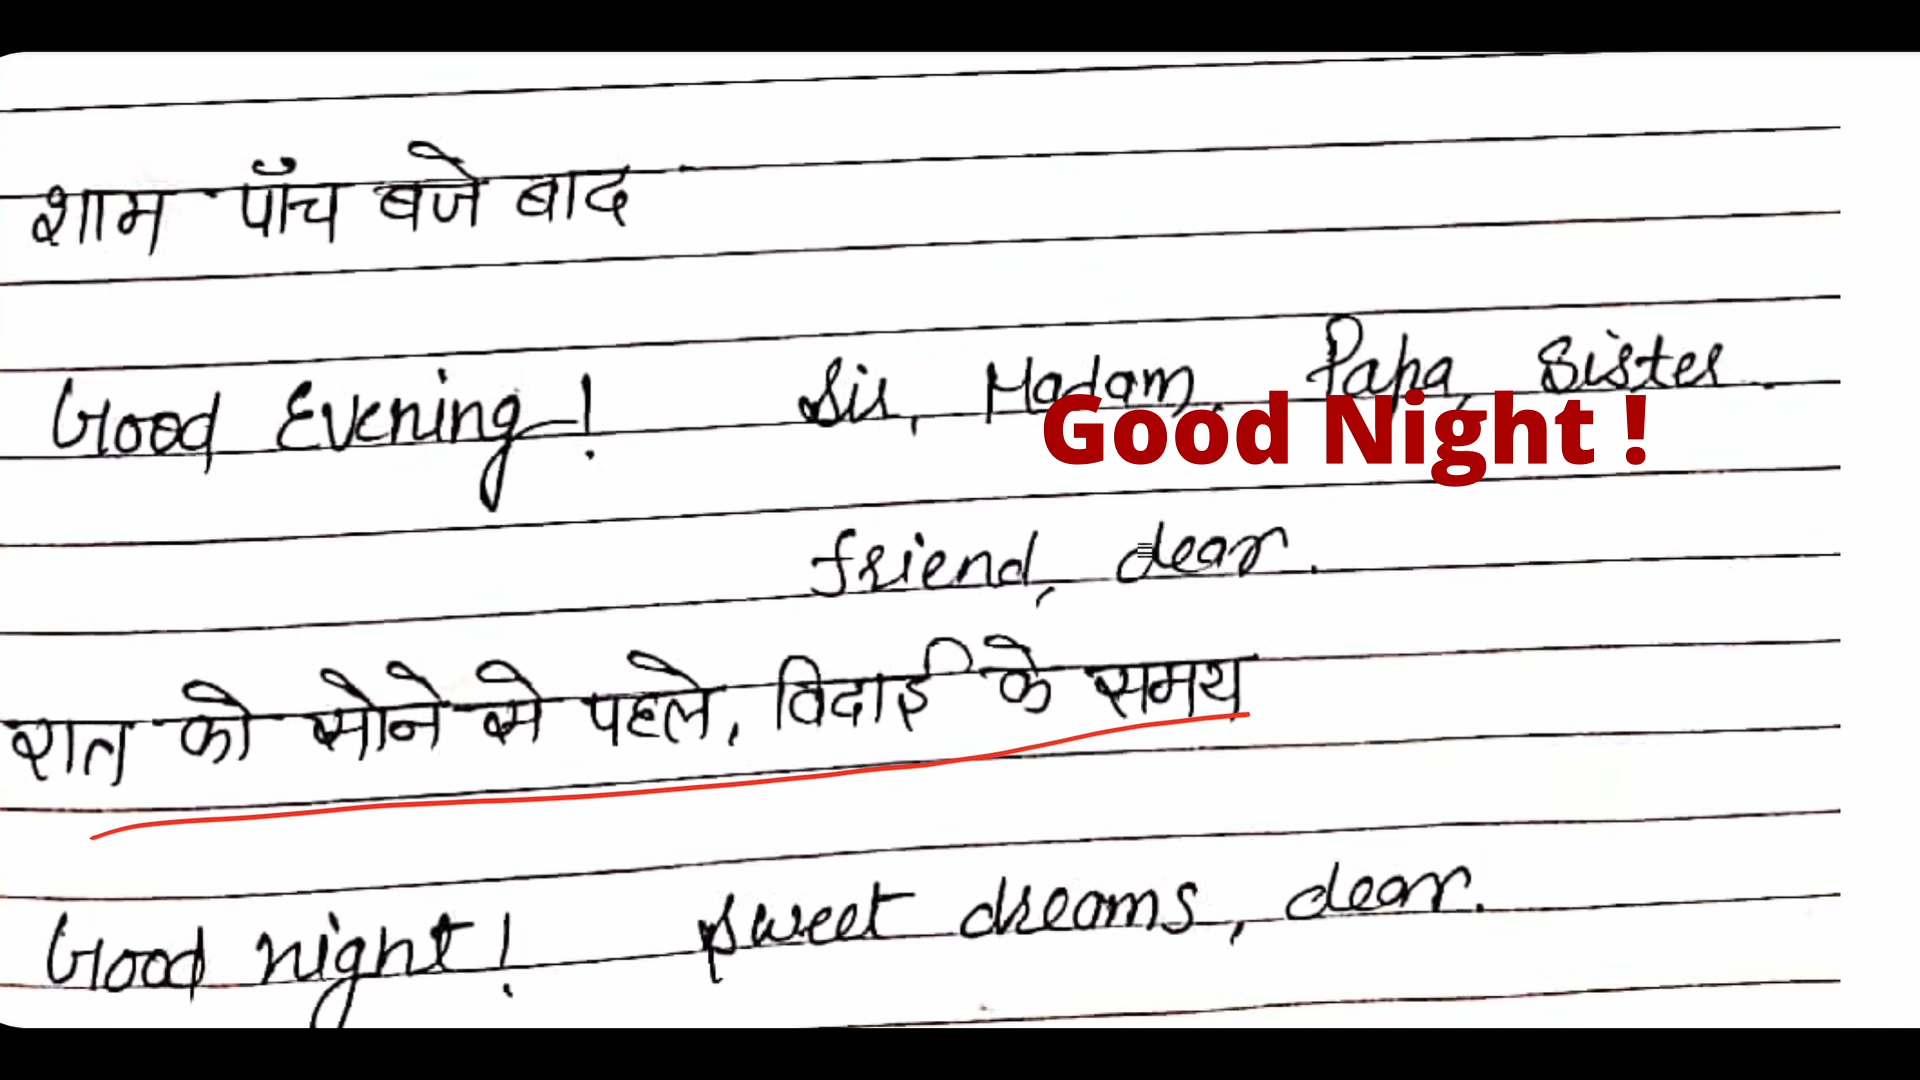 शाम पाँच बजे बाद
Good Evening! Sir, Madam, Papa, Sister.
Good Night !
friend, dear.
रात को सोने से पहले, विदाई के समय
Good night! sweet dreams, dear.